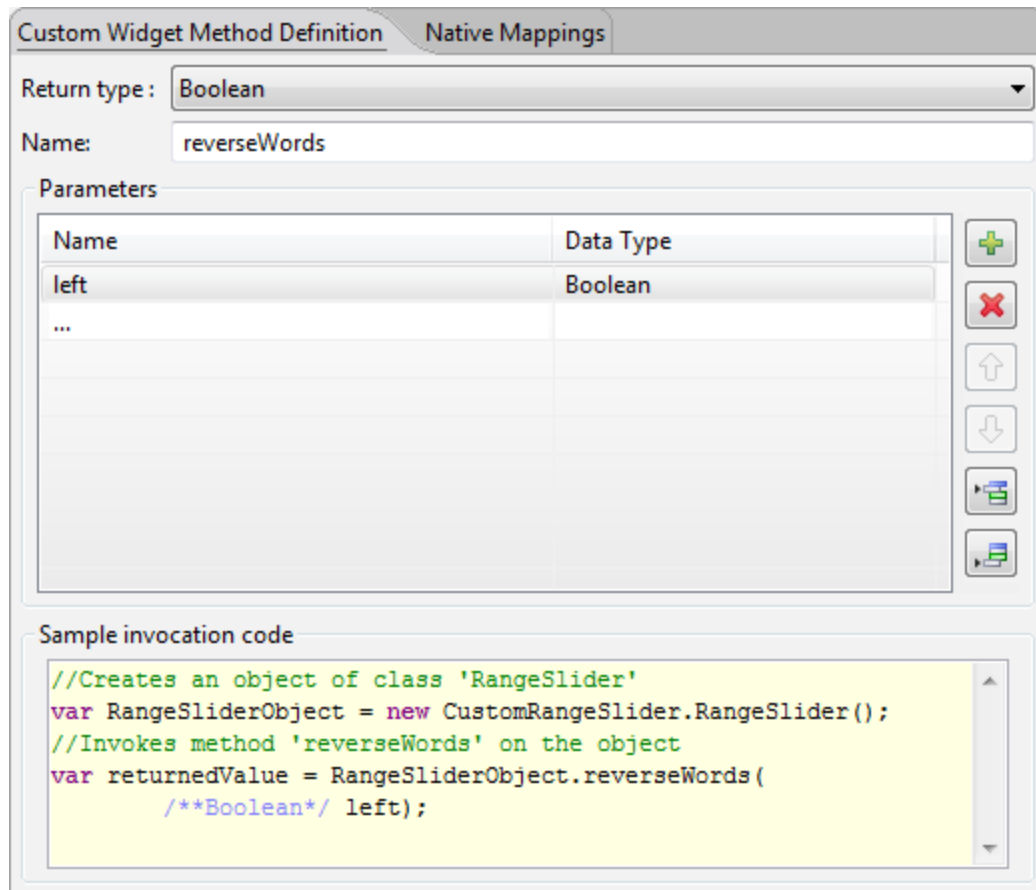 Custom Widget Method Definition Native Mappings
Return type : Boolean
Name: reverseWords
Parameters
Name Data Type
left Boolean
...
Sample invocation code
//Creates an object of class 'RangeSlider'
var RangeSliderObject = new CustomRangeSlider.RangeSlider();
//Invokes method 'reverseWords' on the object
var returnedValue = RangeSliderObject.reverseWords(
/**Boolean*/ left);